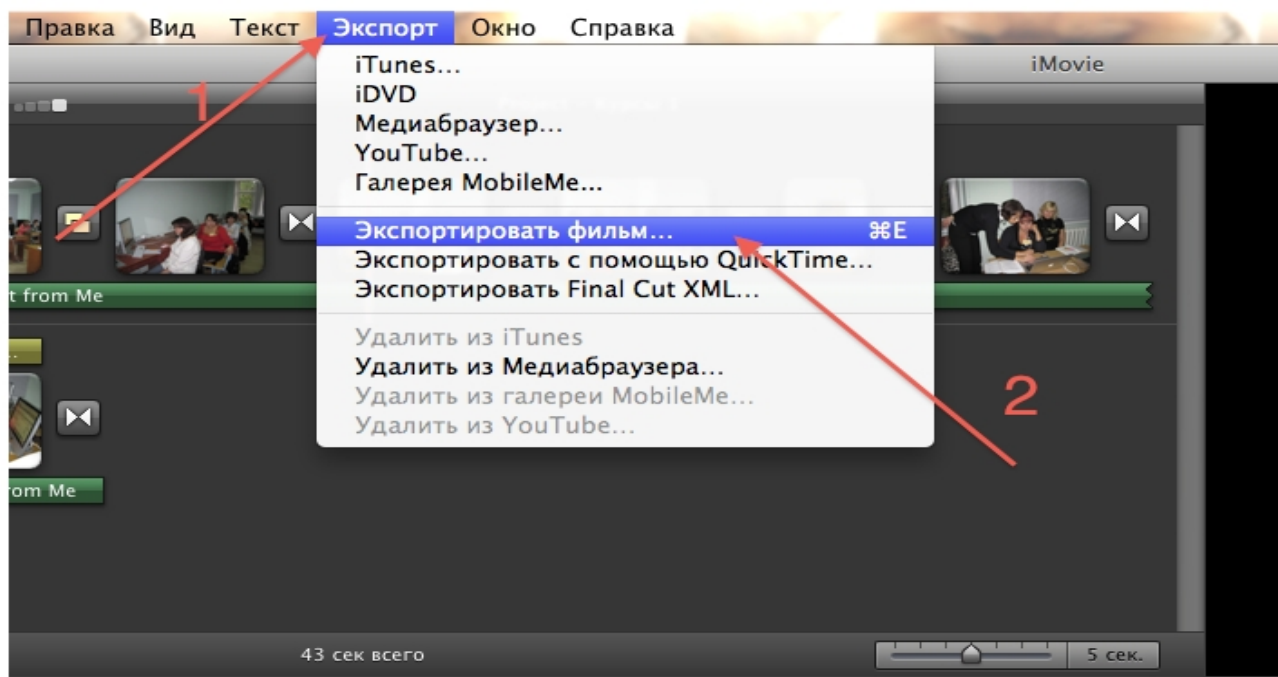 Правка Вид Текст Экспорт Окно Справка
iMovie
1
iTunes...
iDVD
Медиабраузер...
YouTube...
Галерея MobileMe...
Экспортировать фильм... ⌘E
Экспортировать с помощью QuickTime...
Экспортировать Final Cut XML...
Удалить из iTunes
Удалить из Медиабраузера...
Удалить из галереи MobileMe...
Удалить из YouTube...
t from Me
..
2
rom Me
43 сек всего
5 сек.